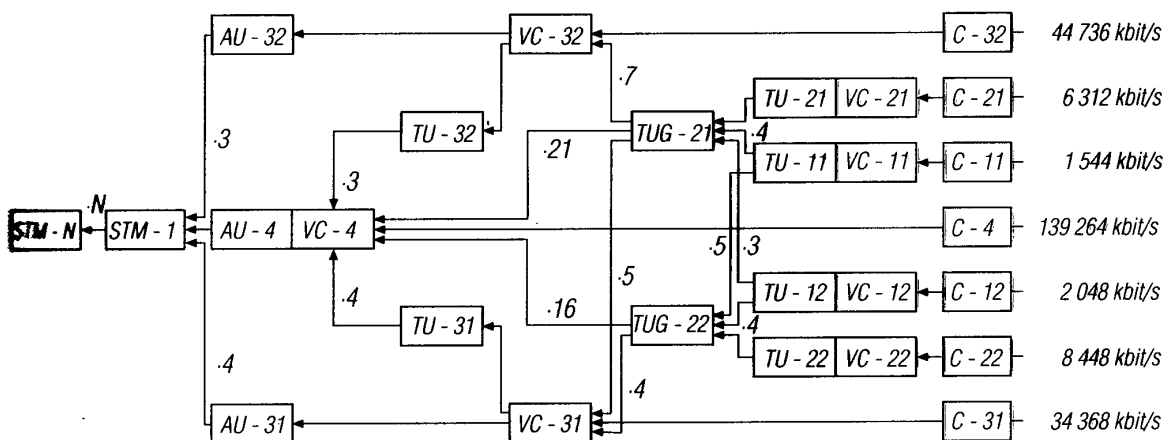 AU - 32 VC - 32 C - 32 44 736 kbit/s
.7 TU - 21 VC - 21 C - 21 6 312 kbit/s
.3 TU - 32 .21 TUG - 21 .4
TU - 11 VC - 11 C - 11 1 544 kbit/s
.3
STM - N .N STM - 1 AU - 4 VC - 4 C - 4 139 264 kbit/s
.5 .3
.4 .5 TU - 12 VC - 12 C - 12 2 048 kbit/s
TU - 31 .16 TUG - 22 .4
.4 TU - 22 VC - 22 C - 22 8 448 kbit/s
.4
AU - 31 VC - 31 C - 31 34 368 kbit/s